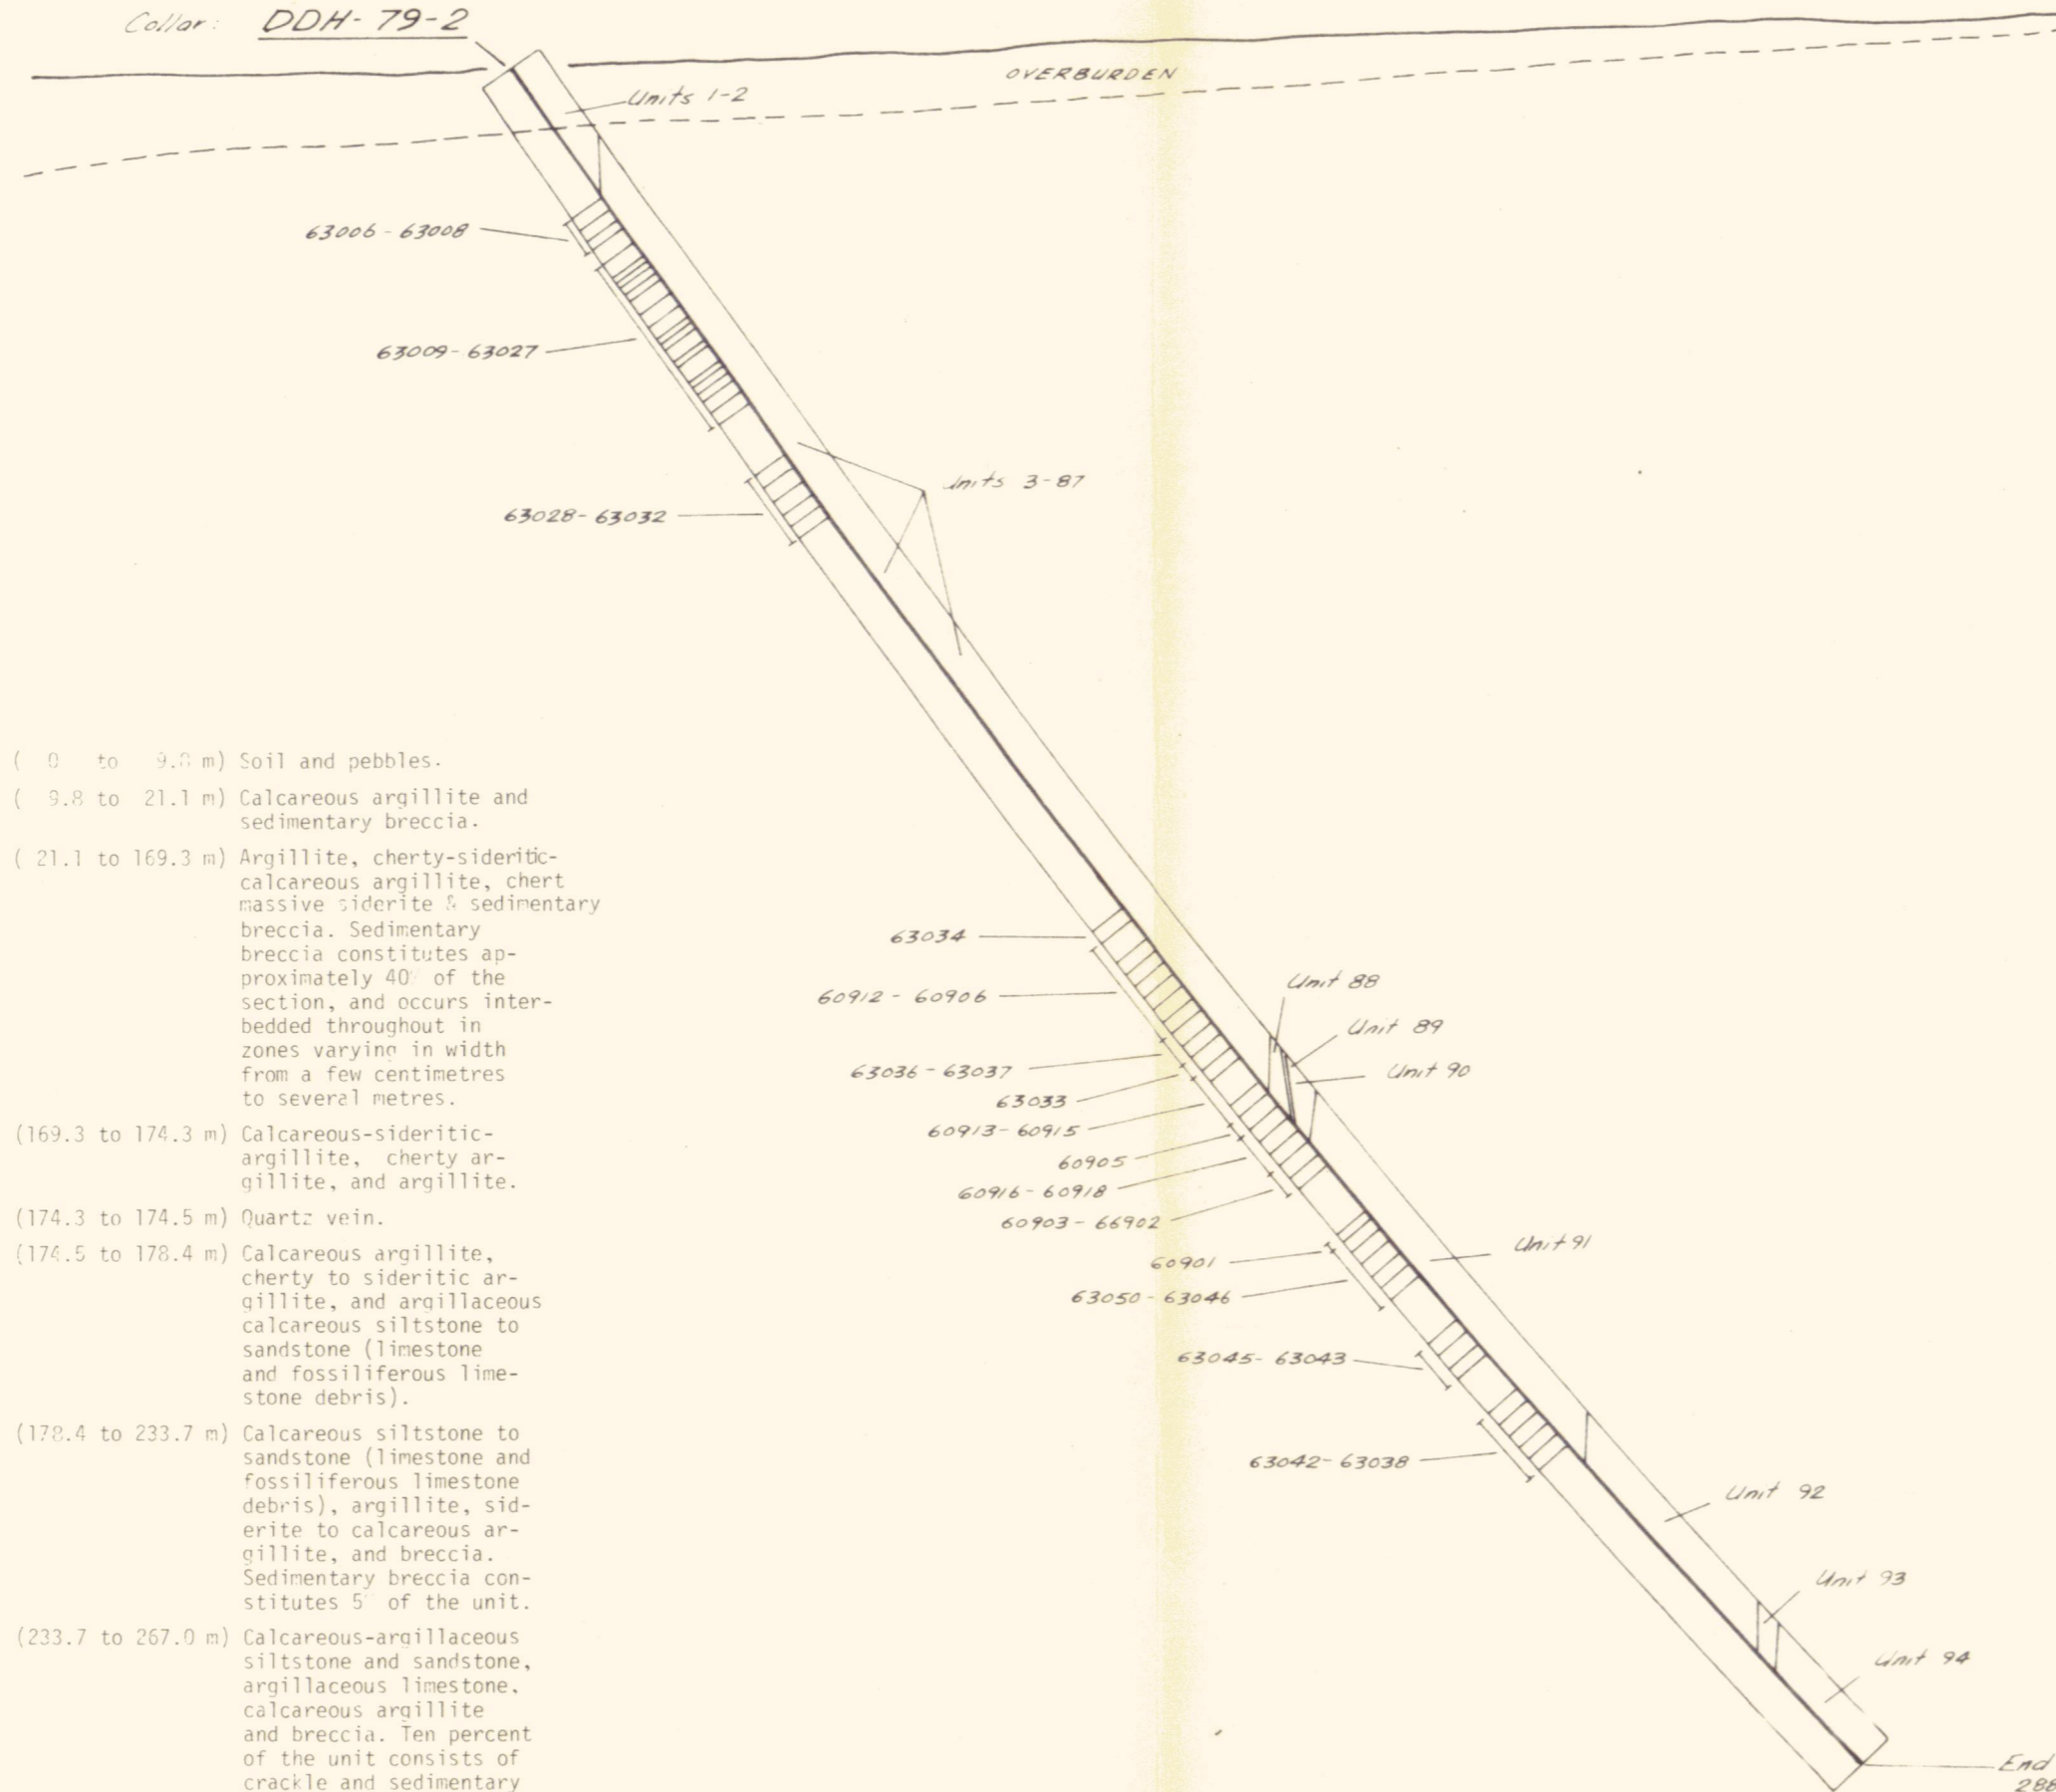 Collar: DDH-79-2
OVERBURDEN
Units 1-2
63006 - 63008
63009 - 63027
Units 3-87
63028 - 63032
63034
60912 - 60906
63036 - 63037
63033
60913 - 60915
60905
60916 - 60918
60903 - 66902
60901
63050 - 63046
63045 - 63043
63042 - 63038
Unit 88
Unit 89
Unit 90
Unit 91
Unit 92
Unit 93
Unit 94
End
288
( 0 to 9.8 m) Soil and pebbles.
( 9.8 to 21.1 m) Calcareous argillite and
sedimentary breccia.
( 21.1 to 169.3 m) Argillite, cherty-sideritic-
calcareous argillite, chert
massive siderite & sedimentary
breccia. Sedimentary
breccia constitutes ap-
proximately 40% of the
section, and occurs inter-
bedded throughout in
zones varying in width
from a few centimetres
to several metres.
(169.3 to 174.3 m) Calcareous-sideritic-
argillite, cherty ar-
gillite, and argillite.
(174.3 to 174.5 m) Quartz vein.
(174.5 to 178.4 m) Calcareous argillite,
cherty to sideritic ar-
gillite, and argillaceous
calcareous siltstone to
sandstone (limestone
and fossiliferous lime-
stone debris).
(178.4 to 233.7 m) Calcareous siltstone to
sandstone (limestone and
fossiliferous limestone
debris), argillite, sid-
erite to calcareous ar-
gillite, and breccia.
Sedimentary breccia con-
stitutes 5% of the unit.
(233.7 to 267.0 m) Calcareous-argillaceous
siltstone and sandstone,
argillaceous limestone,
calcareous argillite
and breccia. Ten percent
of the unit consists of
crackle and sedimentary